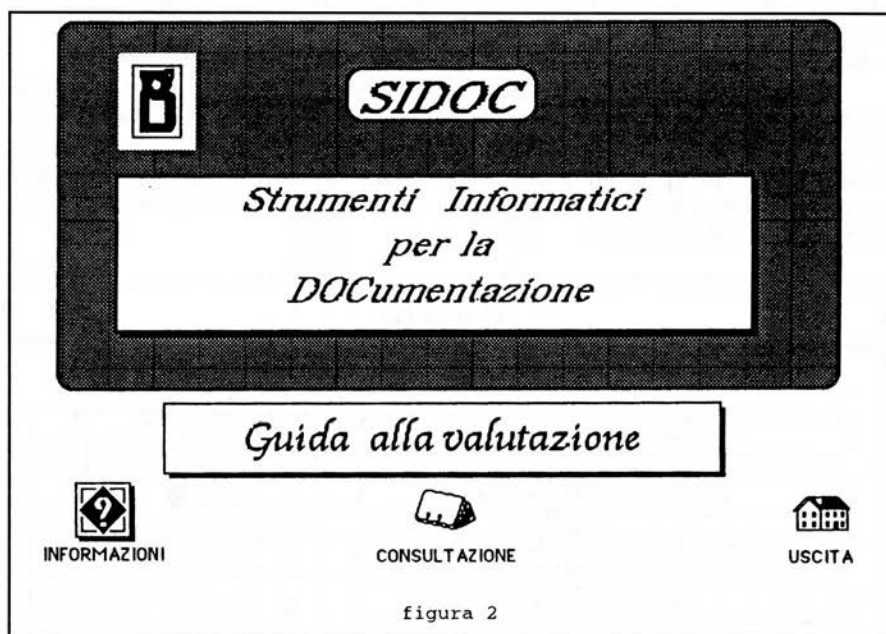 SIDOC
Strumenti Informatici
per la
DOCumentazione
Guida alla valutazione
INFORMAZIONI
CONSULTAZIONE
USCITA
figura 2